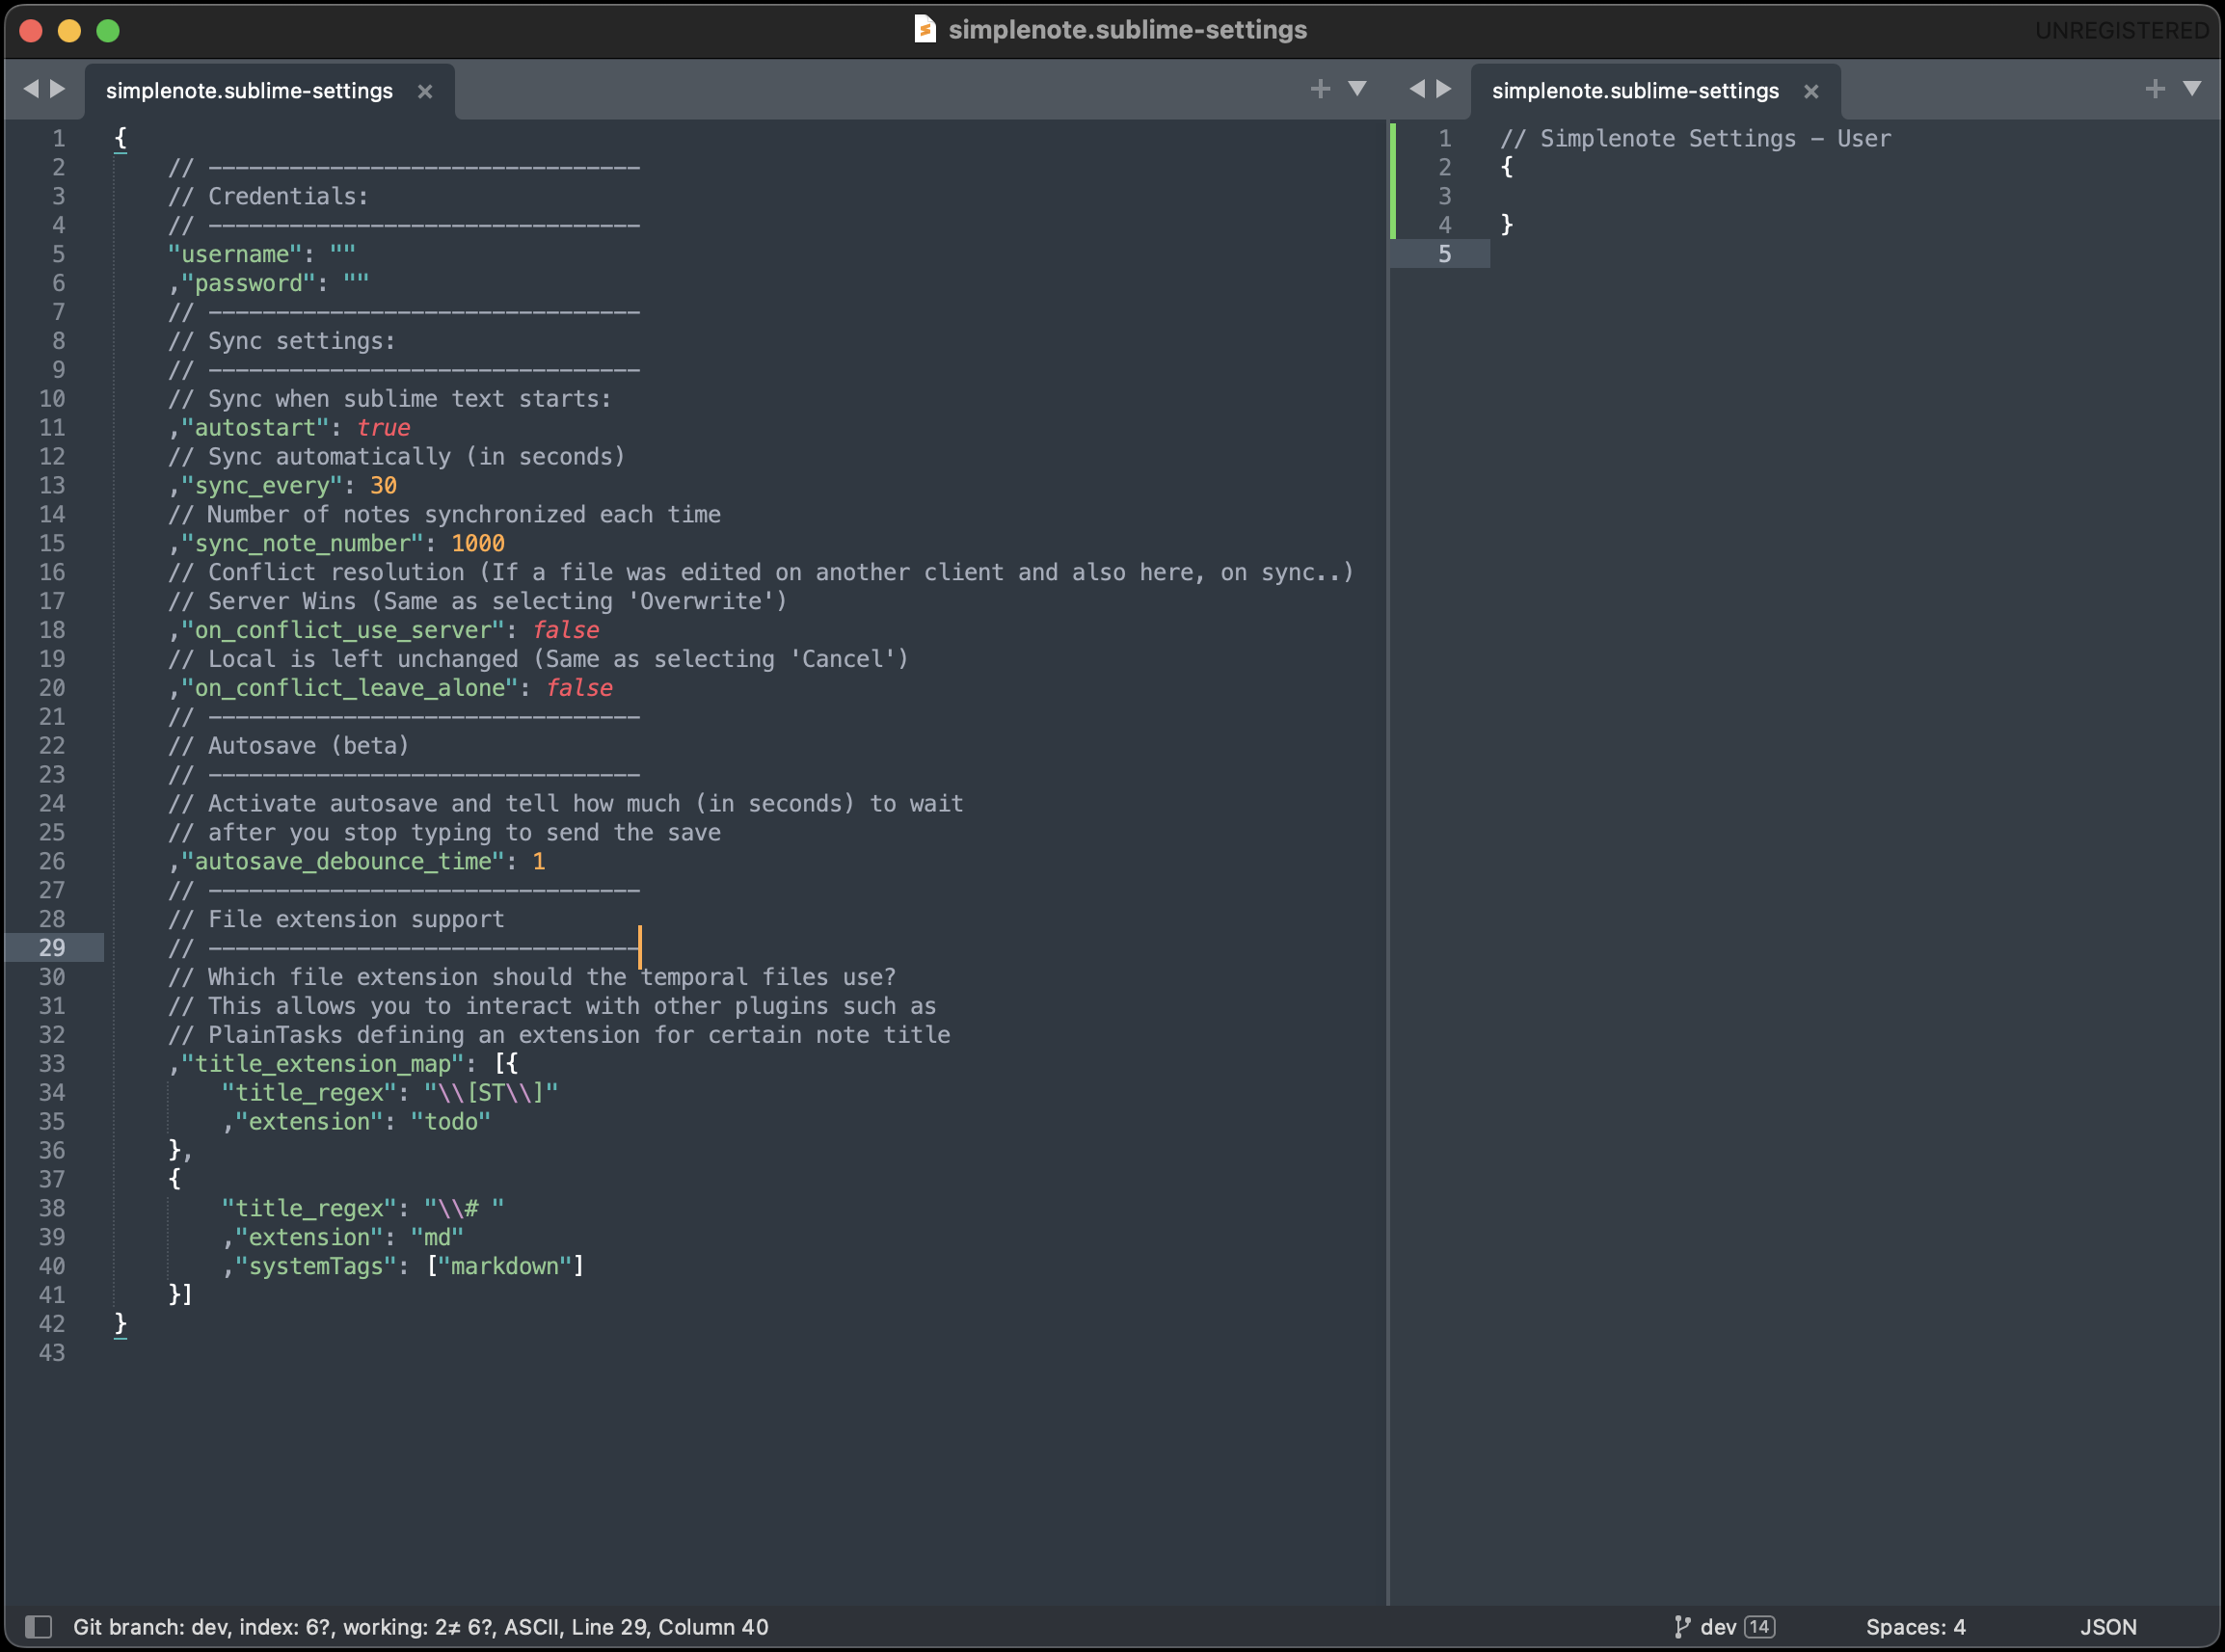 simplenote.sublime-settings
UNREGISTERED
simplenote.sublime-settings ×
1 {
2 // --------------------------------
3 // Credentials:
4 // --------------------------------
5 "username": ""
6 ,"password": ""
7 // --------------------------------
8 // Sync settings:
9 // --------------------------------
10 // Sync when sublime text starts:
11 ,"autostart": true
12 // Sync automatically (in seconds)
13 ,"sync_every": 30
14 // Number of notes synchronized each time
15 ,"sync_note_number": 1000
16 // Conflict resolution (If a file was edited on another client and also here, on sync..)
17 // Server Wins (Same as selecting 'Overwrite')
18 ,"on_conflict_use_server": false
19 // Local is left unchanged (Same as selecting 'Cancel')
20 ,"on_conflict_leave_alone": false
21 // --------------------------------
22 // Autosave (beta)
23 // --------------------------------
24 // Activate autosave and tell how much (in seconds) to wait
25 // after you stop typing to send the save
26 ,"autosave_debounce_time": 1
27 // --------------------------------
28 // File extension support
29 // --------------------------------
30 // Which file extension should the temporal files use?
31 // This allows you to interact with other plugins such as
32 // PlainTasks defining an extension for certain note title
33 ,"title_extension_map": [{
34 "title_regex": "\\[ST\\]"
35 ,"extension": "todo"
36 },
37 {
38 "title_regex": "\\# "
39 ,"extension": "md"
40 ,"systemTags": ["markdown"]
41 }]
42 }
43
simplenote.sublime-settings ×
1 // Simplenote Settings - User
2 {
3
4 }
5
Git branch: dev, index: 6?, working: 2≠ 6?, ASCII, Line 29, Column 40
dev 14
Spaces: 4
JSON